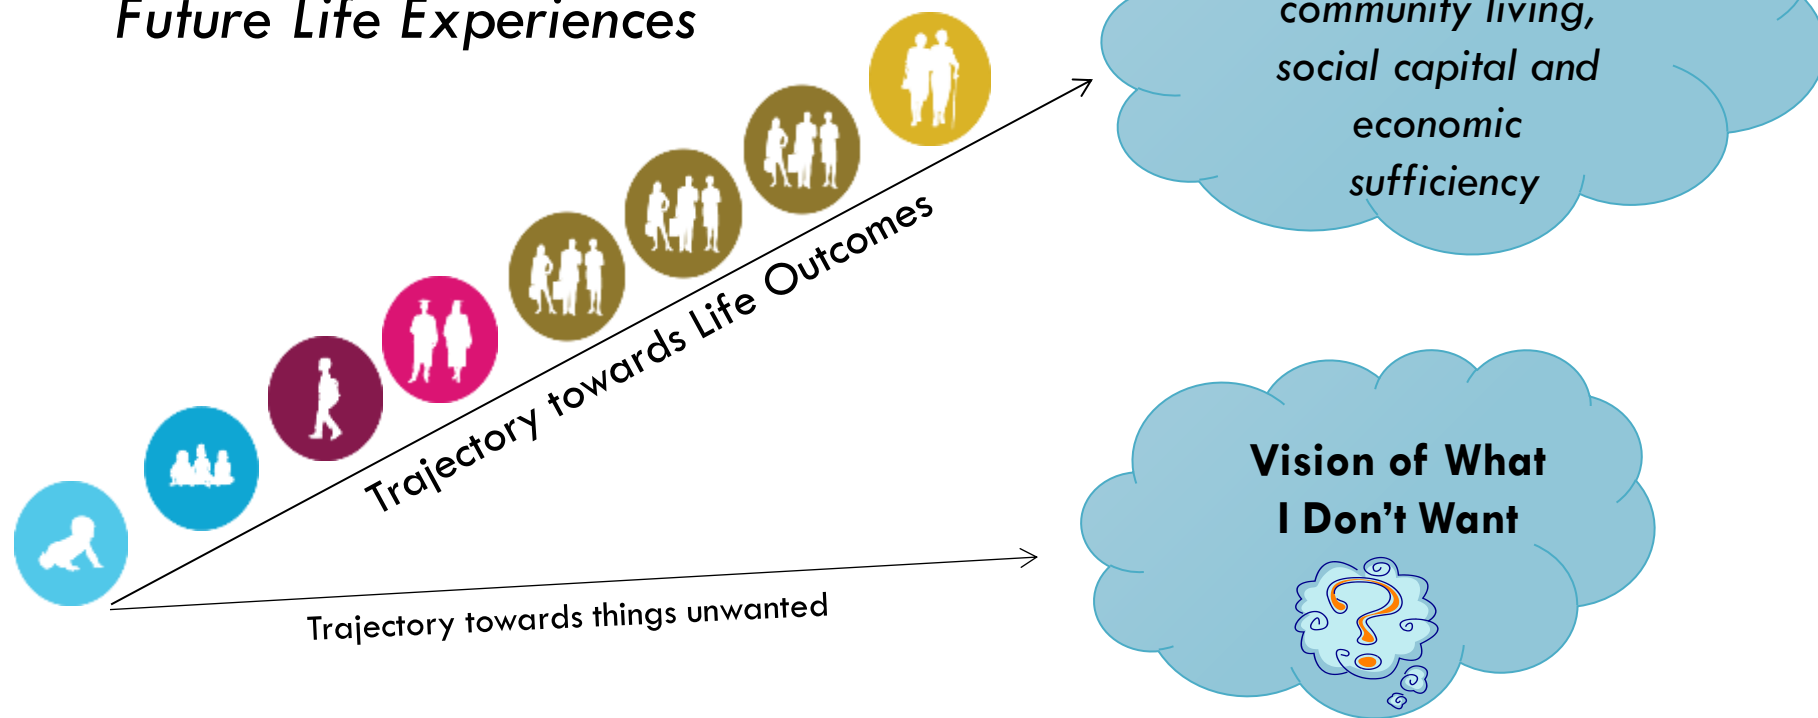 Future Life Experiences
community living,
social capital and
economic
sufficiency
Trajectory towards Life Outcomes
Vision of What
I Don’t Want
?
Trajectory towards things unwanted